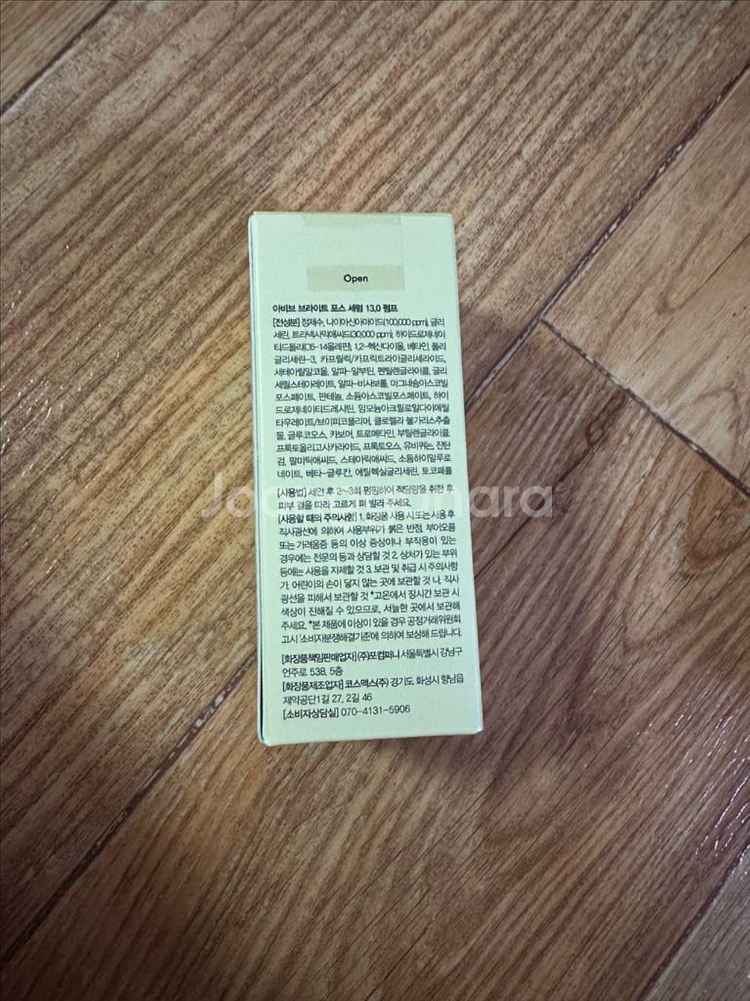 Open
아비브 브라이트 포스 세럼 13.0 펌프
[전성분] 정제수, 나이아신아마이드(100,000 ppm), 글리
세린, 트라넥사믹애씨드(30,000 ppm), 하이드로제네이
티드폴리(C6-14올레핀), 1,2-헥산다이올, 베타인, 폴리
글리세린-3, 카프릴릭/카프릭트라이글리세라이드,
세테아릴알코올, 알파-알부틴, 펜틸렌글라이콜, 글리
세릴스테아레이트, 알파-비사보롤, 마그네슘아스코빌
포스페이트, 판테놀, 소듐아스코빌포스페이트, 하이
드로제네이티드레시틴, 암모늄아크릴로일다이메틸
타우레이트/브이피코폴리머, 클로렐라 불가리스추출
물, 글루코오스, 카보머, 트로메타민, 부틸렌글라이콜,
프룩토올리고사카라이드, 프룩토오스, 유비퀴논, 잔탄
검, 팔미틱애씨드, 스테아릭애씨드, 소듐하이알루로
네이트, 베타-글루칸, 에틸헥실글리세린, 토코페롤
[사용법] 세안 후 2~3회 펌핑하여 적당량을 취한 후
피부 결을 따라 고르게 펴 발라 주세요.
[사용할 때의 주의사항] 1. 화장품 사용 시 또는 사용 후
직사광선에 의하여 사용부위가 붉은 반점, 부어오름
또는 가려움증 등의 이상 증상이나 부작용이 있는
경우에는 전문의 등과 상담할 것 2. 상처가 있는 부위
등에는 사용을 자제할 것 3. 보관 및 취급 시 주의사항
가. 어린이의 손이 닿지 않는 곳에 보관할 것 나. 직사
광선을 피해서 보관할 것 *고온에서 장시간 보관 시
색상이 진해질 수 있으므로, 서늘한 곳에서 보관해
주세요. *본 제품에 이상이 있을 경우 공정거래위원회
고시 '소비자분쟁해결기준'에 의하여 보상해 드립니다.
[화장품책임판매업자] (주)포컴퍼니 서울특별시 강남구
언주로 538, 5층
[화장품제조업자] 코스맥스(주) 경기도 화성시 향남읍
제약공단1길 27, 2길 46
[소비자상담실] 070-4131-5906